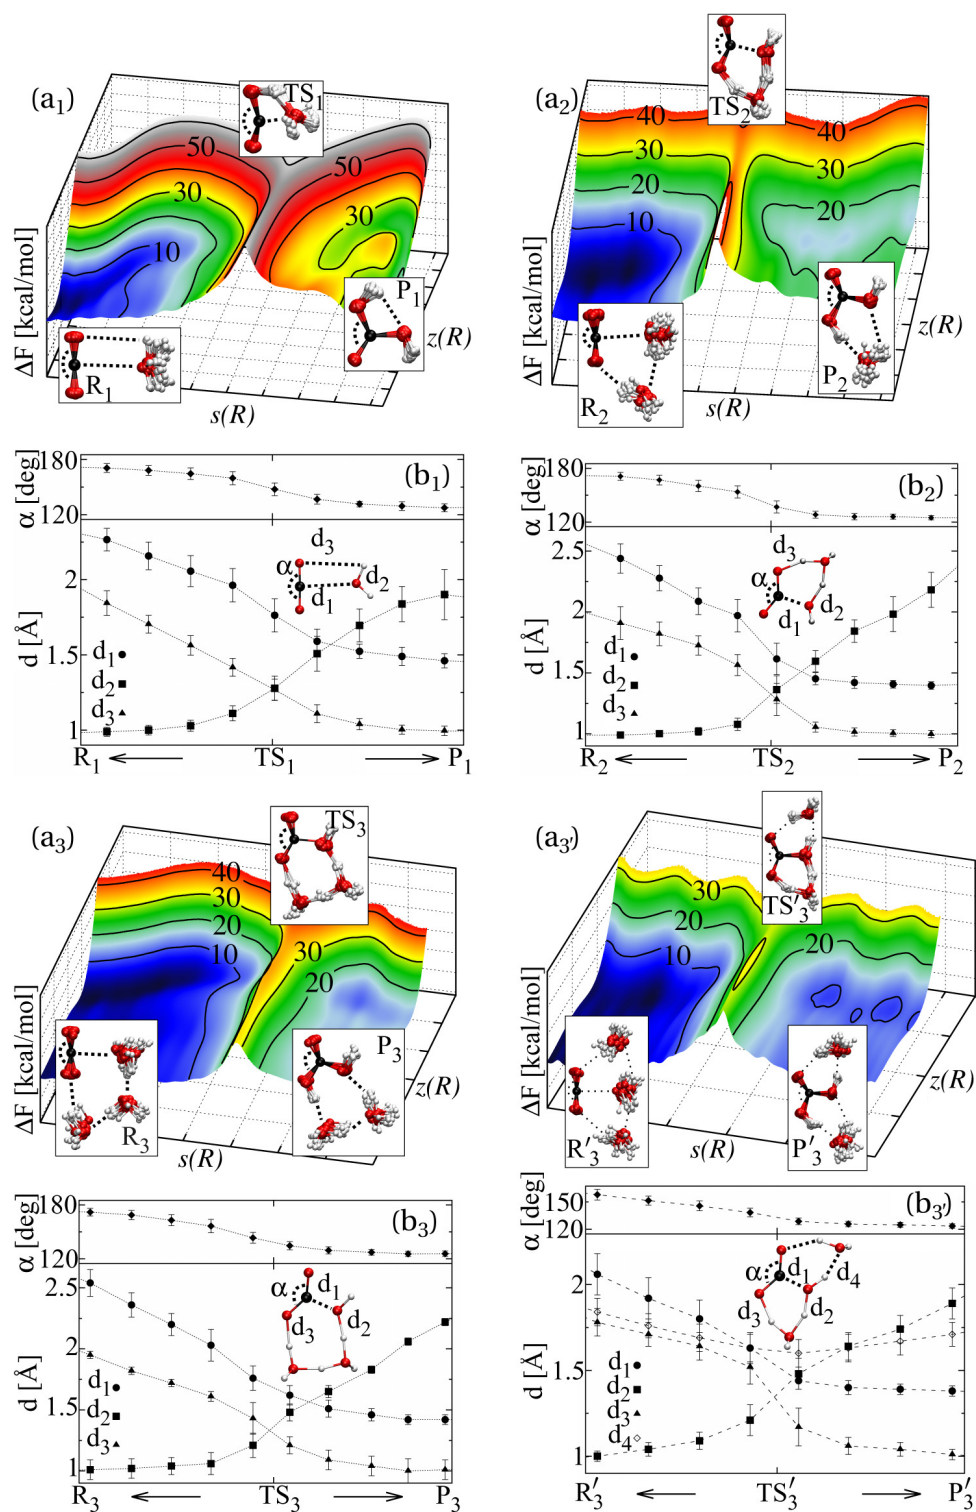 (a1)
TS1
50
50
30
30
10
P1
R1
ΔF [kcal/mol]
s(R)
z(R)
(a2)
TS2
40
40
30
30
20
20
10
P2
R2
ΔF [kcal/mol]
s(R)
z(R)
(b1)
α [deg]
180
120
d [Å]
2
1.5
1
d3
α
d2
d1
d1
d2
d3
R1
TS1
P1
(b2)
α [deg]
180
120
d [Å]
2.5
2
1.5
1
d3
α
d2
d1
d1
d2
d3
R2
TS2
P2
(a3)
TS3
40
30
30
20
20
10
P3
R3
ΔF [kcal/mol]
s(R)
z(R)
(a3')
TS'3
30
20
20
10
R'3
P'3
ΔF [kcal/mol]
s(R)
z(R)
(b3)
α [deg]
180
120
d [Å]
2.5
2
1.5
1
α
d1
d2
d3
d1
d2
d3
R3
TS3
P3
(b3')
α [deg]
150
120
d [Å]
2
1.5
1
α
d1
d4
d3
d2
d1
d2
d3
d4
R3'
TS3'
P3'